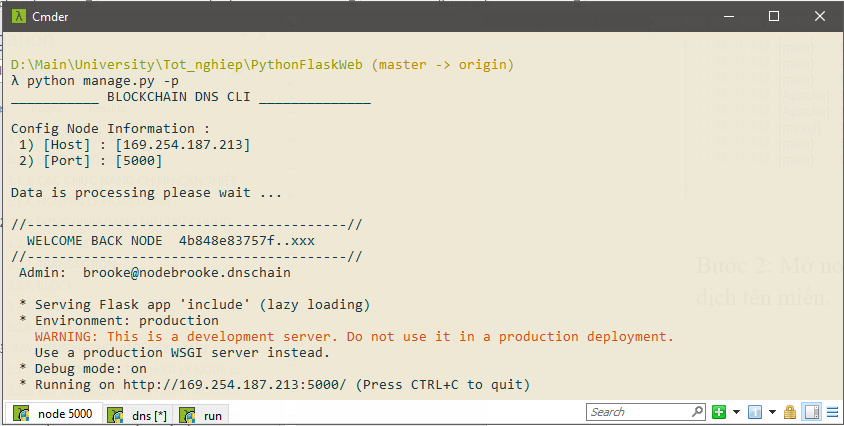 Cmder
D:\Main\University\Tot_nghiep\PythonFlaskWeb (master -> origin)
λ python manage.py -p
___________ BLOCKCHAIN DNS CLI ______________
Config Node Information :
1) [Host] : [169.254.187.213]
2) [Port] : [5000]
Data is processing please wait ...
//----------------------------------------//
WELCOME BACK NODE  4b848e83757f..xxx
//----------------------------------------//
Admin:  brooke@nodebrooke.dnschain
* Serving Flask app 'include' (lazy loading)
* Environment: production
WARNING: This is a development server. Do not use it in a production deployment.
Use a production WSGI server instead.
* Debug mode: on
* Running on http://169.254.187.213:5000/ (Press CTRL+C to quit)
Bước 2: Mở no
dịch tên miền.
node 5000
dns [*]
run
Search